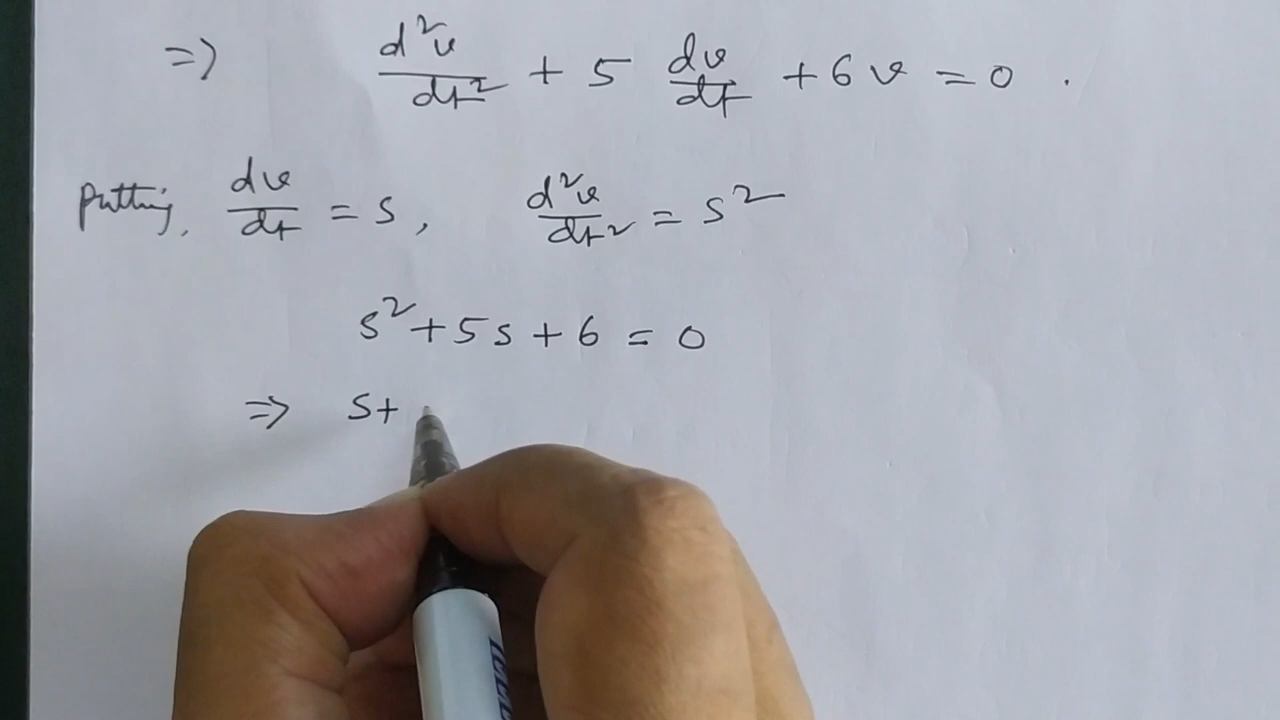 => d²v/dt² + 5 dv/dt + 6v = 0 .
Putting, dv/dt = s, d²v/dt² = s²
s² + 5s + 6 = 0
=> s+